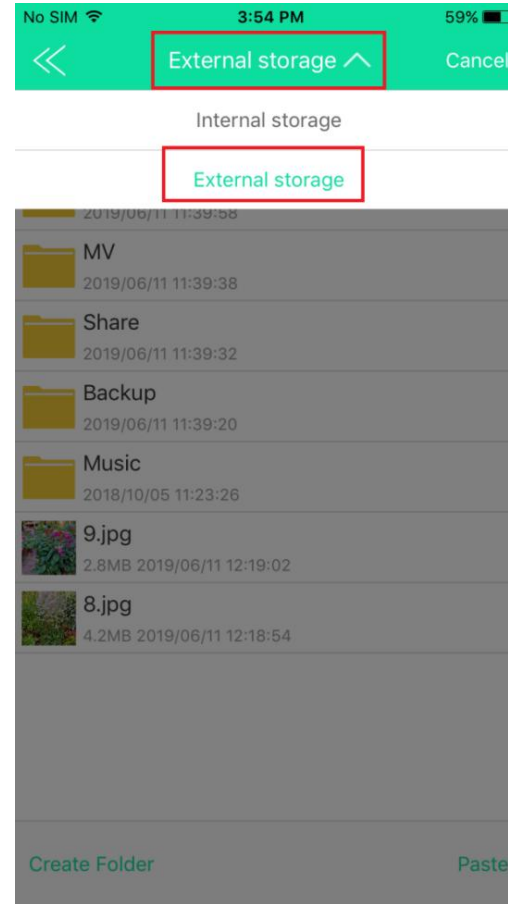 No SIM 3:54 PM 59%
External storage Cancel
Internal storage
External storage
2019/06/11 11:39:58
MV
2019/06/11 11:39:38
Share
2019/06/11 11:39:32
Backup
2019/06/11 11:39:20
Music
2018/10/05 11:23:26
9.jpg
2.8MB 2019/06/11 12:19:02
8.jpg
4.2MB 2019/06/11 12:18:54
Create Folder Paste